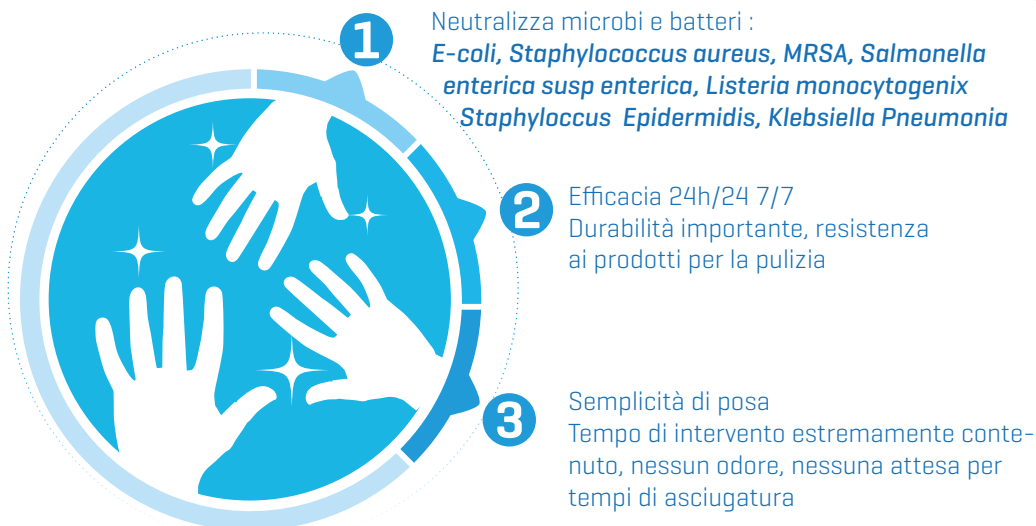 1
Neutralizza microbi e batteri :
E-coli, Staphylococcus aureus, MRSA, Salmonella
enterica susp enterica, Listeria monocytogenix
Staphyloccus Epidermidis, Klebsiella Pneumonia
2
Efficacia 24h/24 7/7
Durabilità importante, resistenza
ai prodotti per la pulizia
3
Semplicità di posa
Tempo di intervento estremamente conte-
nuto, nessun odore, nessuna attesa per
tempi di asciugatura